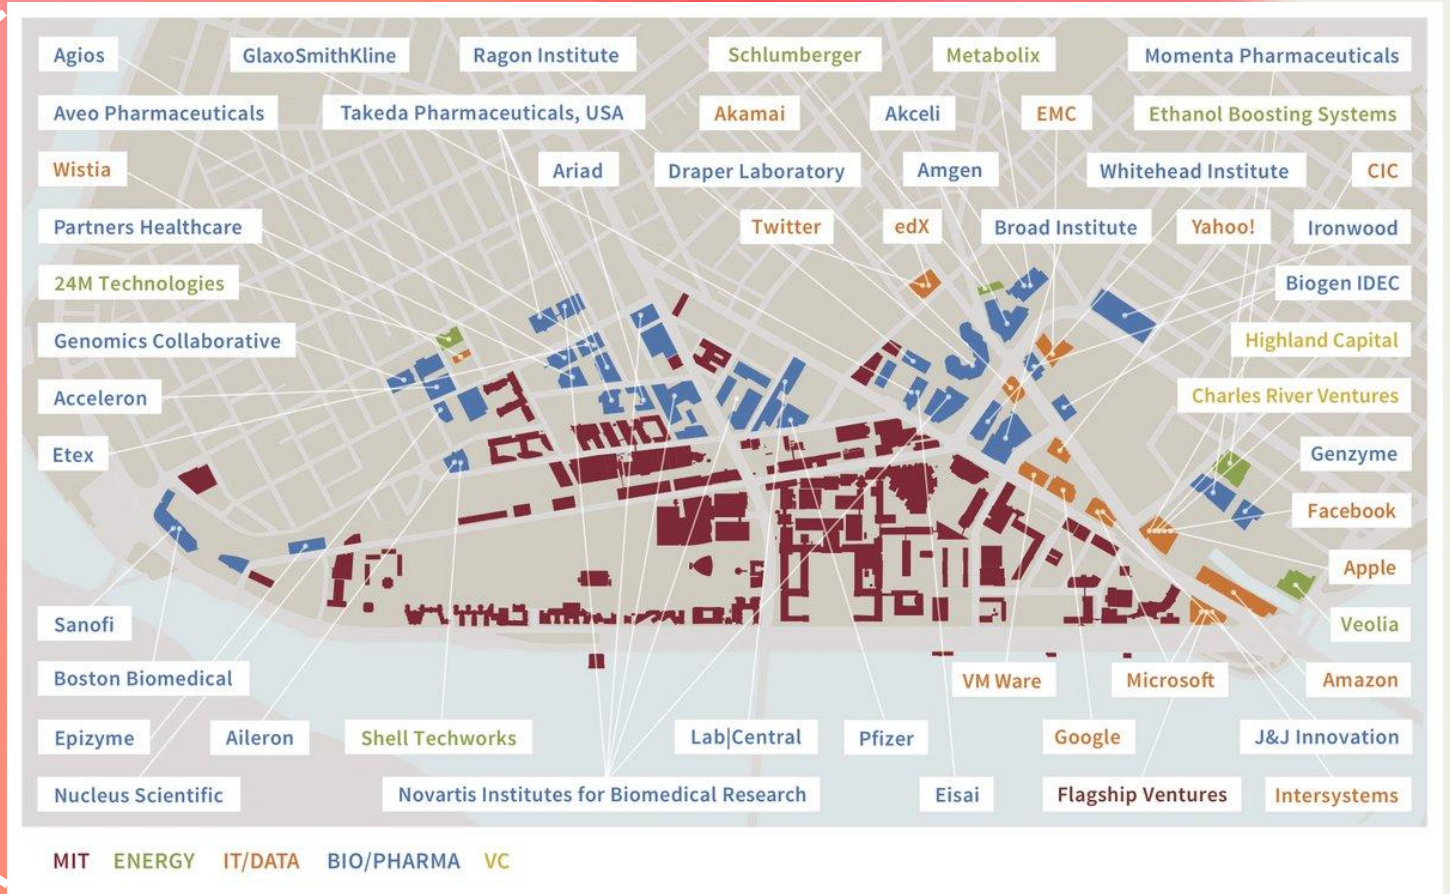 Agios
GlaxoSmithKline
Ragon Institute
Schlumberger
Metabolix
Momenta Pharmaceuticals
Aveo Pharmaceuticals
Takeda Pharmaceuticals, USA
Akamai
Akceli
EMC
Ethanol Boosting Systems
Wistia
Ariad
Draper Laboratory
Amgen
Whitehead Institute
CIC
Partners Healthcare
Twitter
edX
Broad Institute
Yahoo!
Ironwood
24M Technologies
Biogen IDEC
Genomics Collaborative
Highland Capital
Acceleron
Charles River Ventures
Etex
Genzyme
Facebook
Apple
Sanofi
Veolia
Boston Biomedical
VM Ware
Microsoft
Amazon
Epizyme
Aileron
Shell Techworks
Lab|Central
Pfizer
Google
J&J Innovation
Nucleus Scientific
Novartis Institutes for Biomedical Research
Eisai
Flagship Ventures
Intersystems
MIT ENERGY IT/DATA BIO/PHARMA VC